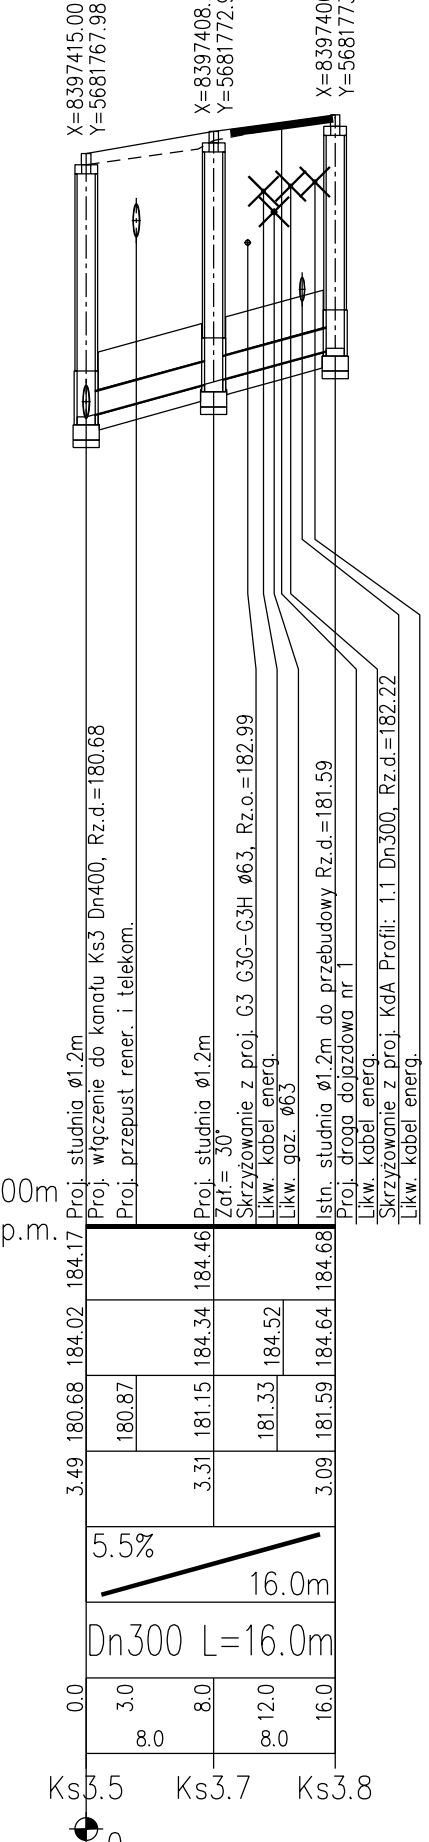 X=8397415.00
Y=5681767.98
X=8397408.
Y=5681772.
X=839740
Y=568177
Proj. studnia ø1.2m
Proj. włączenie do kanału Ks3 Dn400, Rz.d.=180.68
Proj. przepust rener. i telekom.
Proj. studnia ø1.2m
Zał.= 30°
Skrzyżowanie z proj. G3 G3G-G3H ø63, Rz.o.=182.99
Likw. kabel energ.
Likw. gaz. ø63
Istn. studnia ø1.2m do przebudowy Rz.d.=181.59
Proj. droga dojazdowa nr 1
Likw. kabel energ.
Skrzyżowanie z proj. KdA Profil: 1.1 Dn300, Rz.d.=182.22
Likw. kabel energ.
00m
p.m.
184.17 184.46 184.68
184.02 184.34 184.52 184.64
180.68 180.87 181.15 181.33 181.59
3.49 3.31 3.09
5.5%
16.0m
Dn300 L=16.0m
0.0 3.0 8.0 12.0 16.0
8.0 8.0
Ks3.5 Ks3.7 Ks3.8